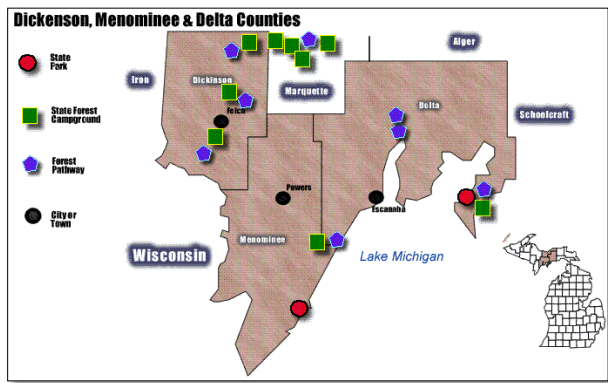 Dickenson, Menominee & Delta Counties
Alger
State
Park
Iron
Dickinson
Marquette
Delta
Schoolcraft
State Forest
Campground
Felch
Forest
Pathway
Powers
Escanaba
City or
Town
Menominee
Wisconsin
Lake Michigan